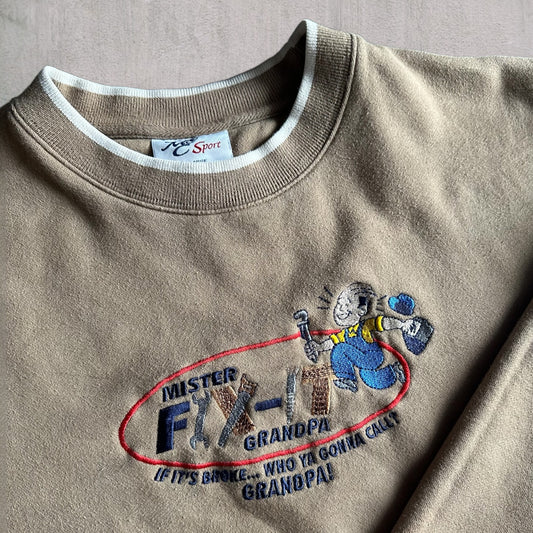 Sport
MISTER
FIX-IT
GRANDPA
IF IT'S BROKE... WHO YA GONNA CALL?
GRANDPA!